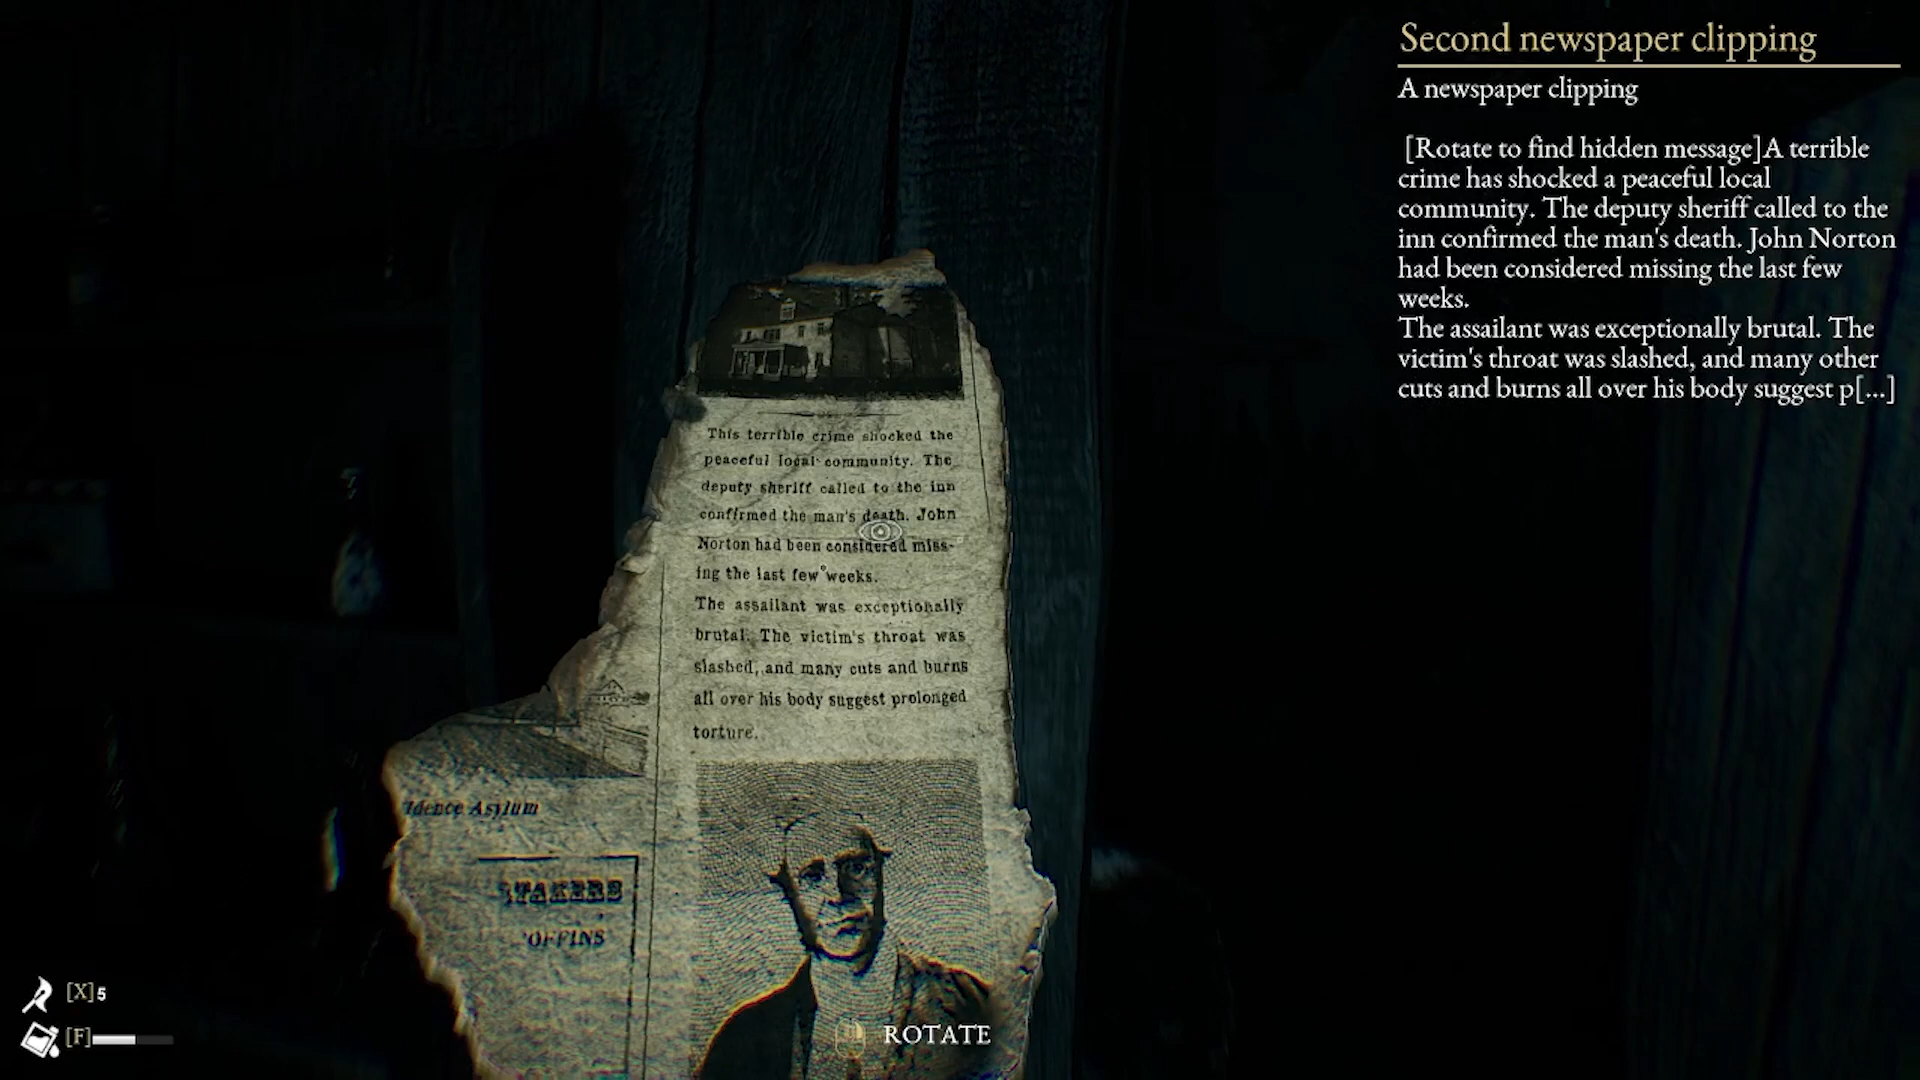 Second newspaper clipping
A newspaper clipping
[Rotate to find hidden message]A terrible
crime has shocked a peaceful local
community. The deputy sheriff called to the
inn confirmed the man's death. John Norton
had been considered missing the last few
weeks.
The assailant was exceptionally brutal. The
victim's throat was slashed, and many other
cuts and burns all over his body suggest p[...]
This terrible crime shocked the
peaceful local community. The
deputy sheriff called to the inn
confirmed the man's death. John
Norton had been considered miss-
ing the last few weeks.
The assailant was exceptionally
brutal. The victim's throat was
slashed, and many cuts and burns
all over his body suggest prolonged
torture.
idence Asylum
TAKERS
OFFINS
[X] 5
[F]
ROTATE